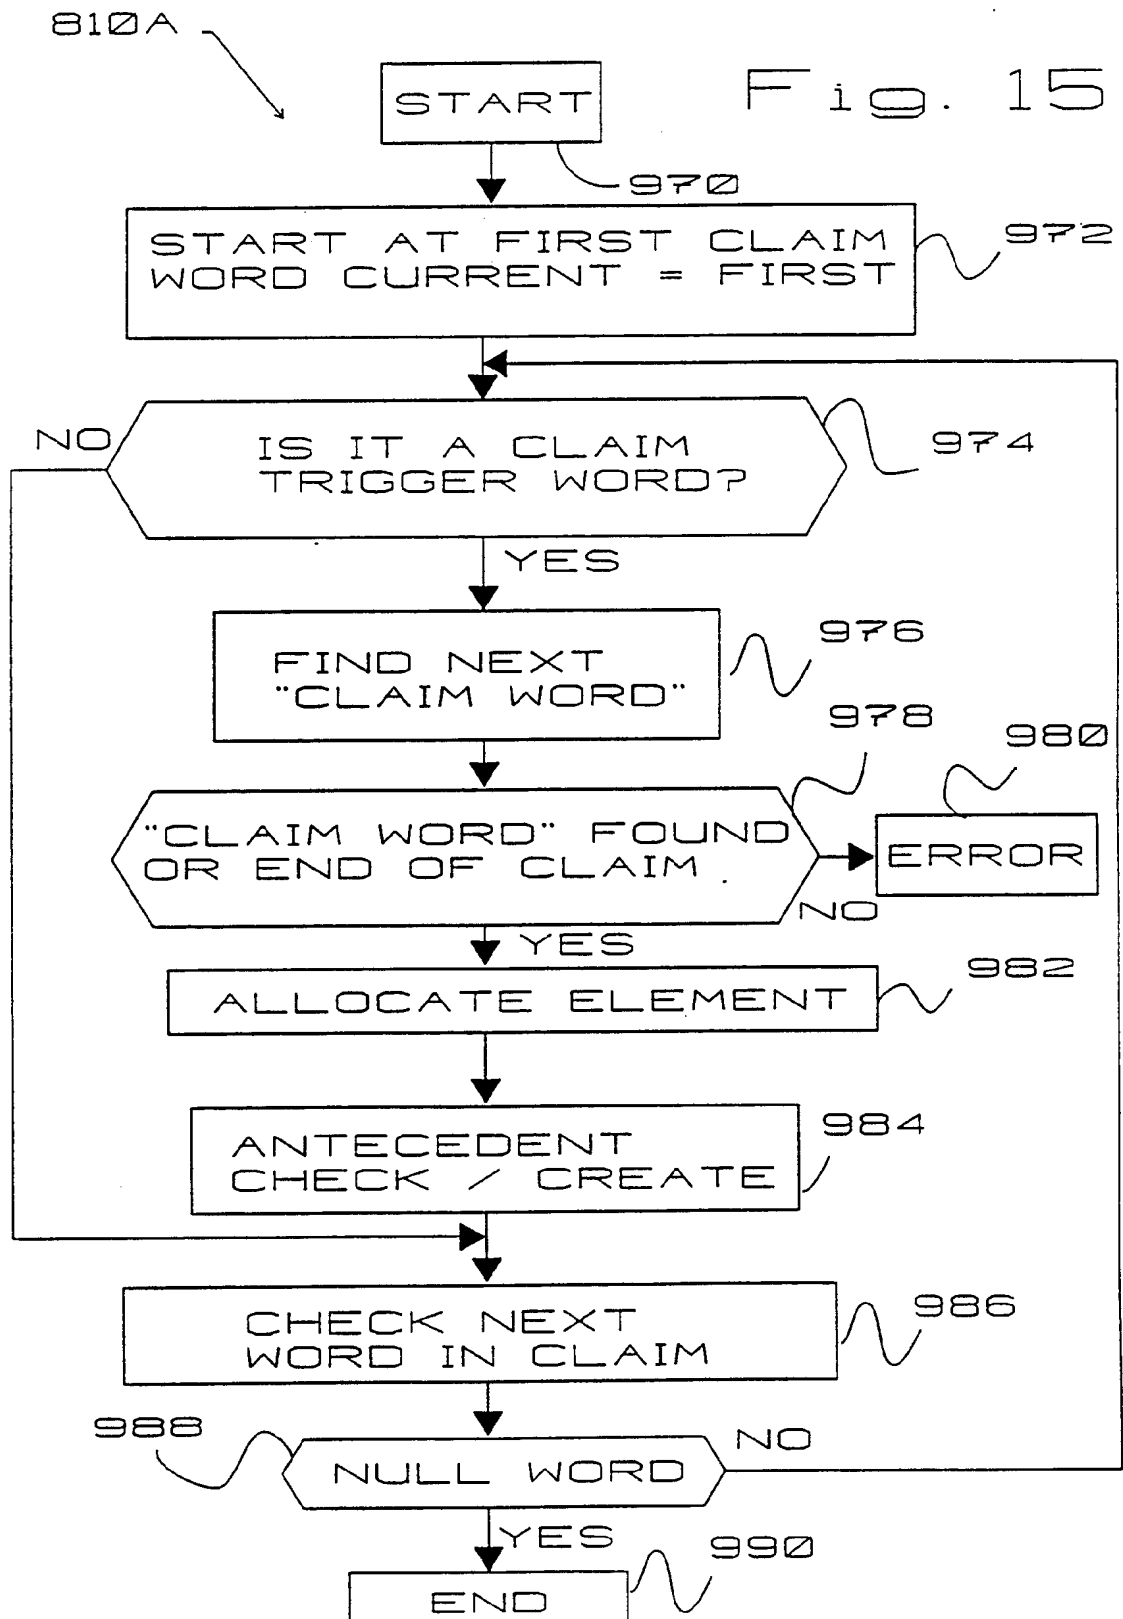 810A
Fig. 15
START
970
START AT FIRST CLAIM
WORD CURRENT = FIRST
972
NO
IS IT A CLAIM
TRIGGER WORD?
974
YES
FIND NEXT
"CLAIM WORD"
976
978
980
"CLAIM WORD" FOUND
OR END OF CLAIM
ERROR
NO
YES
982
ALLOCATE ELEMENT
ANTECEDENT
CHECK / CREATE
984
CHECK NEXT
WORD IN CLAIM
986
988
NO
NULL WORD
YES
990
END